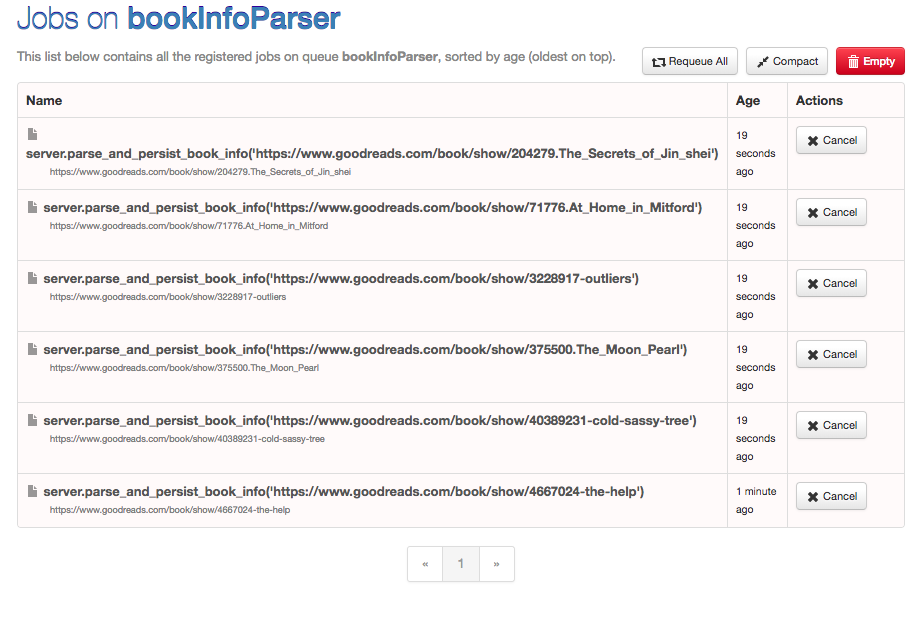 Jobs on bookInfoParser
This list below contains all the registered jobs on queue bookInfoParser, sorted by age (oldest on top).
Requeue All
Compact
Empty
Name
Age
Actions
server.parse_and_persist_book_info('https://www.goodreads.com/book/show/204279.The_Secrets_of_Jin_shei')
https://www.goodreads.com/book/show/204279.The_Secrets_of_Jin_shei
19
seconds
ago
Cancel
server.parse_and_persist_book_info('https://www.goodreads.com/book/show/71776.At_Home_in_Mitford')
https://www.goodreads.com/book/show/71776.At_Home_in_Mitford
19
seconds
ago
Cancel
server.parse_and_persist_book_info('https://www.goodreads.com/book/show/3228917-outliers')
https://www.goodreads.com/book/show/3228917-outliers
19
seconds
ago
Cancel
server.parse_and_persist_book_info('https://www.goodreads.com/book/show/375500.The_Moon_Pearl')
https://www.goodreads.com/book/show/375500.The_Moon_Pearl
19
seconds
ago
Cancel
server.parse_and_persist_book_info('https://www.goodreads.com/book/show/40389231-cold-sassy-tree')
https://www.goodreads.com/book/show/40389231-cold-sassy-tree
19
seconds
ago
Cancel
server.parse_and_persist_book_info('https://www.goodreads.com/book/show/4667024-the-help')
https://www.goodreads.com/book/show/4667024-the-help
1 minute
ago
Cancel
« 1 »